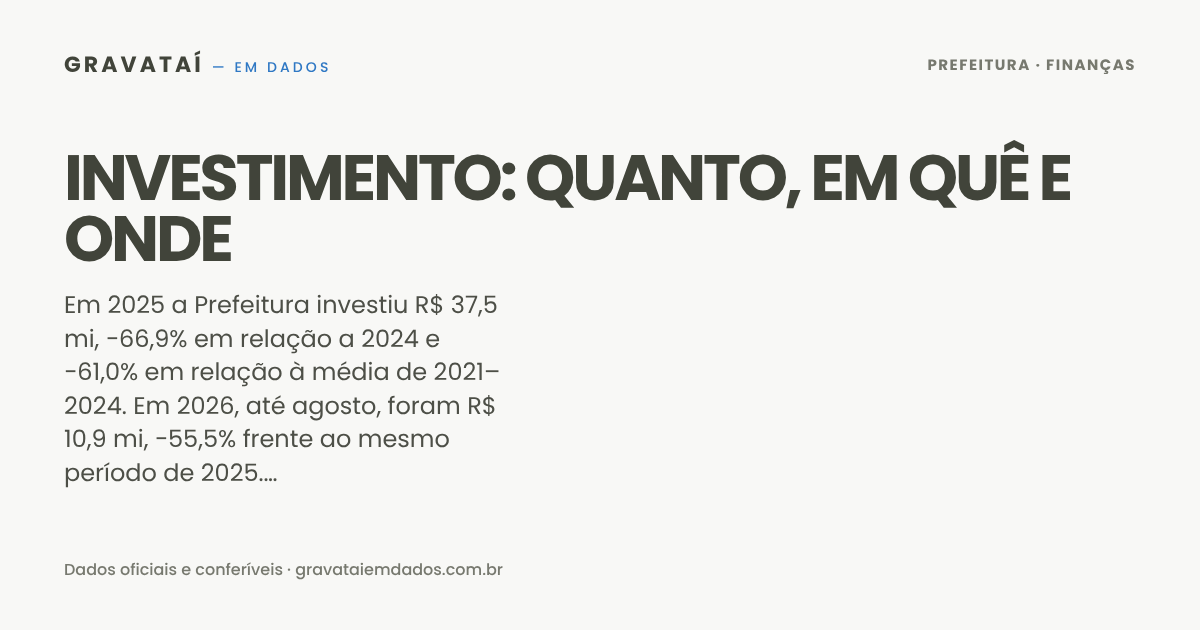 GRAVATAÍ — EM DADOS
PREFEITURA · FINANÇAS
INVESTIMENTO: QUANTO, EM QUÊ E
ONDE
Em 2025 a Prefeitura investiu R$ 37,5
mi, -66,9% em relação a 2024 e
-61,0% em relação à média de 2021–
2024. Em 2026, até agosto, foram R$
10,9 mi, -55,5% frente ao mesmo
período de 2025.…
Dados oficiais e conferíveis · gravataiemdados.com.br